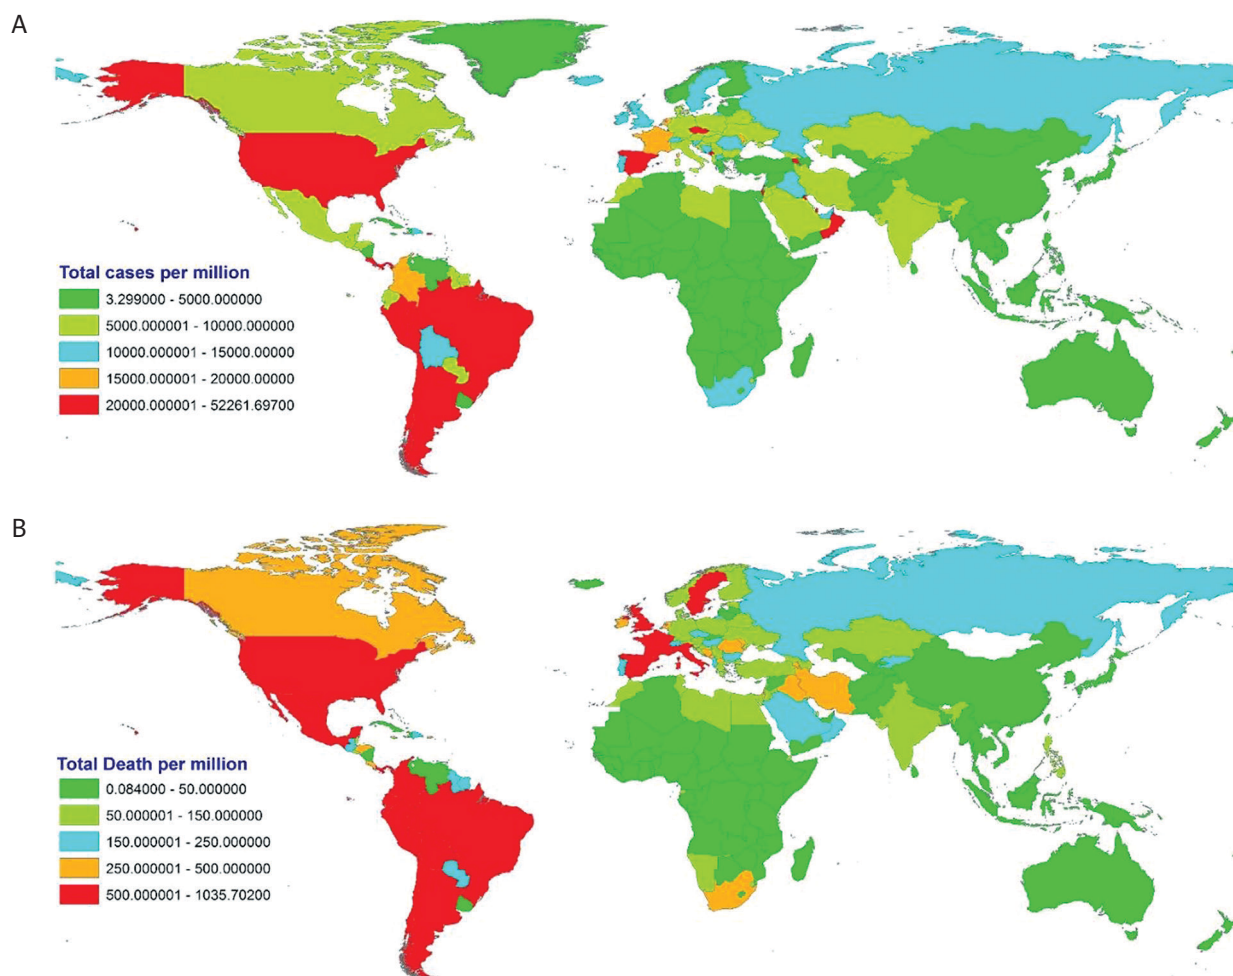 A
Total cases per million
3.299000 - 5000.000000
5000.000001 - 10000.000000
10000.000001 - 15000.00000
15000.000001 - 20000.00000
20000.000001 - 52261.69700
B
Total Death per million
0.084000 - 50.000000
50.000001 - 150.000000
150.000001 - 250.000000
250.000001 - 500.000000
500.000001 - 1035.70200